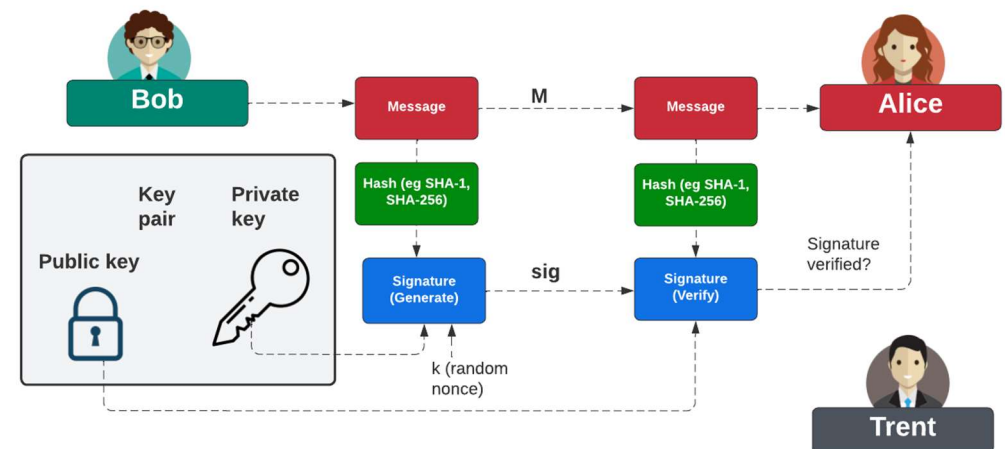 Bob
Message
M
Message
Alice
Hash (eg SHA-1,
SHA-256)
Hash (eg SHA-1,
SHA-256)
Key
pair
Private
key
Public key
Signature
(Generate)
sig
Signature
(Verify)
Signature
verified?
k (random
nonce)
Trent